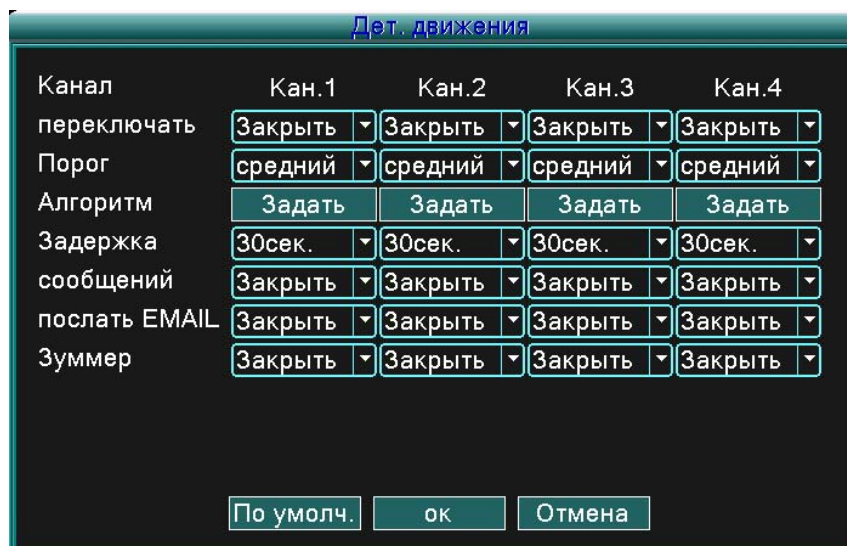 Дет. движения
Канал Кан.1 Кан.2 Кан.3 Кан.4
переключать Закрыть Закрыть Закрыть Закрыть
Порог средний средний средний средний
Алгоритм Задать Задать Задать Задать
Задержка 30сек. 30сек. 30сек. 30сек.
сообщений Закрыть Закрыть Закрыть Закрыть
послать EMAIL Закрыть Закрыть Закрыть Закрыть
Зуммер Закрыть Закрыть Закрыть Закрыть
По умолч. ок Отмена